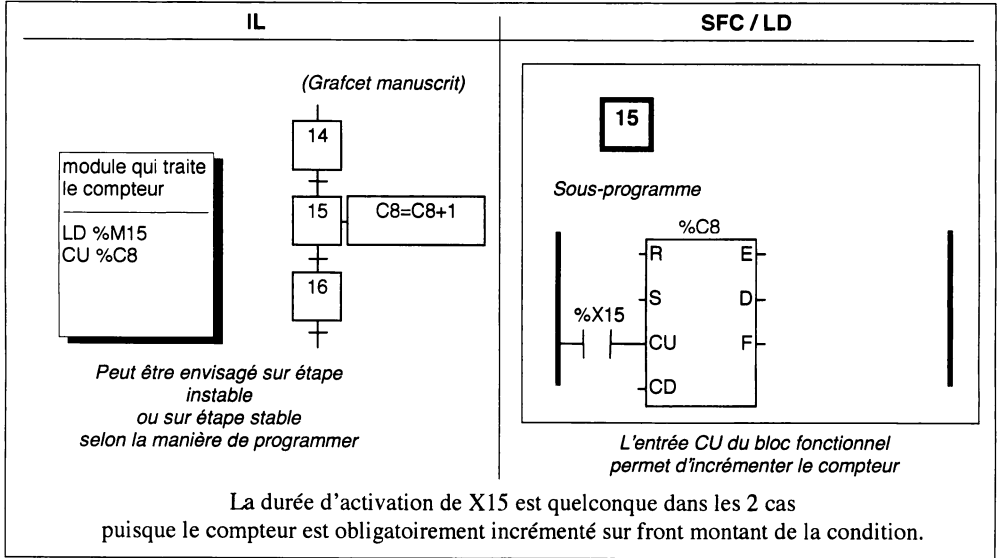 IL
SFC / LD
(Grafcet manuscrit)
14
module qui traite
le compteur
LD %M15
CU %C8
15
C8=C8+1
16
Peut être envisagé sur étape
instable
ou sur étape stable
selon la manière de programmer
15
Sous-programme
%C8
R
E
S
D
%X15
CU
F
CD
L'entrée CU du bloc fonctionnel
permet d'incrémenter le compteur
La durée d'activation de X15 est quelconque dans les 2 cas
puisque le compteur est obligatoirement incrémenté sur front montant de la condition.